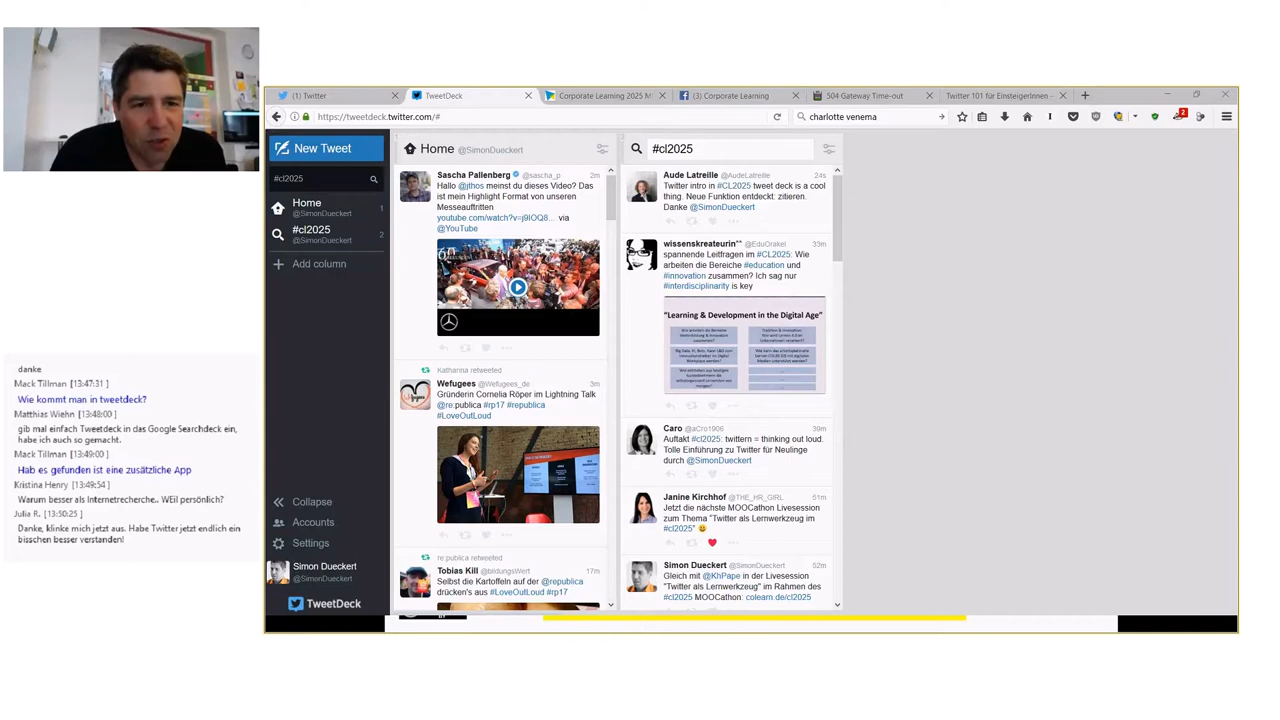 (1) Twitter
TweetDeck
Corporate Learning 2025 M
(3) Corporate Learning
504 Gateway Time-out
Twitter 101 für EinsteigerInnen -
https://tweetdeck.twitter.com/#
charlotte venema
2
New Tweet
#cl2025
Home
@SimonDueckert
1
#cl2025
@SimonDueckert
2
Add column
Collapse
Accounts
Settings
Simon Dueckert
@SimonDueckert
TweetDeck
1
Home @SimonDueckert
Sascha Pallenberg @sascha_p 2m
Hallo @jthos meinst du dieses Video? Das
ist mein Highlight Format von unseren
Messeauftritten
youtube.com/watch?v=j9IOQ8... via
@YouTube
Katharina retweeted
Wefugees @Wefugees_de 3m
Gründerin Cornelia Röper im Lightning Talk
@re:publica #rp17 #republica
#LoveOutLoud
re:publica retweeted
Tobias Kill @bildungsWert 17m
Selbst die Kartoffeln auf der @republica
drücken's aus #LoveOutLoud #rp17
2
#cl2025
Aude Latreille @AudeLatreille 24s
Twitter intro in #CL2025 tweet deck is a cool
thing. Neue Funktion entdeckt: zitieren.
Danke @SimonDueckert
wissenskreateurin** @EduOrakel 33m
spannende Leitfragen im #CL2025: Wie
arbeiten die Bereiche #education und
#innovation zusammen? Ich sag nur
#interdisciplinarity is key
"Learning & Development in the Digital Age"
Caro @aCro1906 39m
Auftakt #cl2025: twittern = thinking out loud.
Tolle Einführung zu Twitter für Neulinge
durch @SimonDueckert
Janine Kirchhof @THE_HR_GIRL 51m
Jetzt die nächste MOOCathon Livesession
zum Thema "Twitter als Lernwerkzeug im
#cl2025"
Simon Dueckert @SimonDueckert 52m
Gleich mit @KhPape in der Livesession
"Twitter als Lernwerkzeug" im Rahmen des
#cl2025 MOOCathon: colearn.de/cl2025
danke
Mack Tillman [13:47:31 ]
Wie kommt man in tweetdeck?
Matthias Wiehn [13:48:00 ]
gib mal einfach Tweetdeck in das Google Searchdeck ein,
habe ich auch so gemacht.
Mack Tillman [13:49:00 ]
Hab es gefunden ist eine zusätzliche App
Kristina Henry [13:49:54 ]
Warum besser als Internetrecherche.. WEil persönlich?
Julia R. [13:50:25 ]
Danke, klinke mich jetzt aus. Habe Twitter jetzt endlich ein
bisschen besser verstanden!